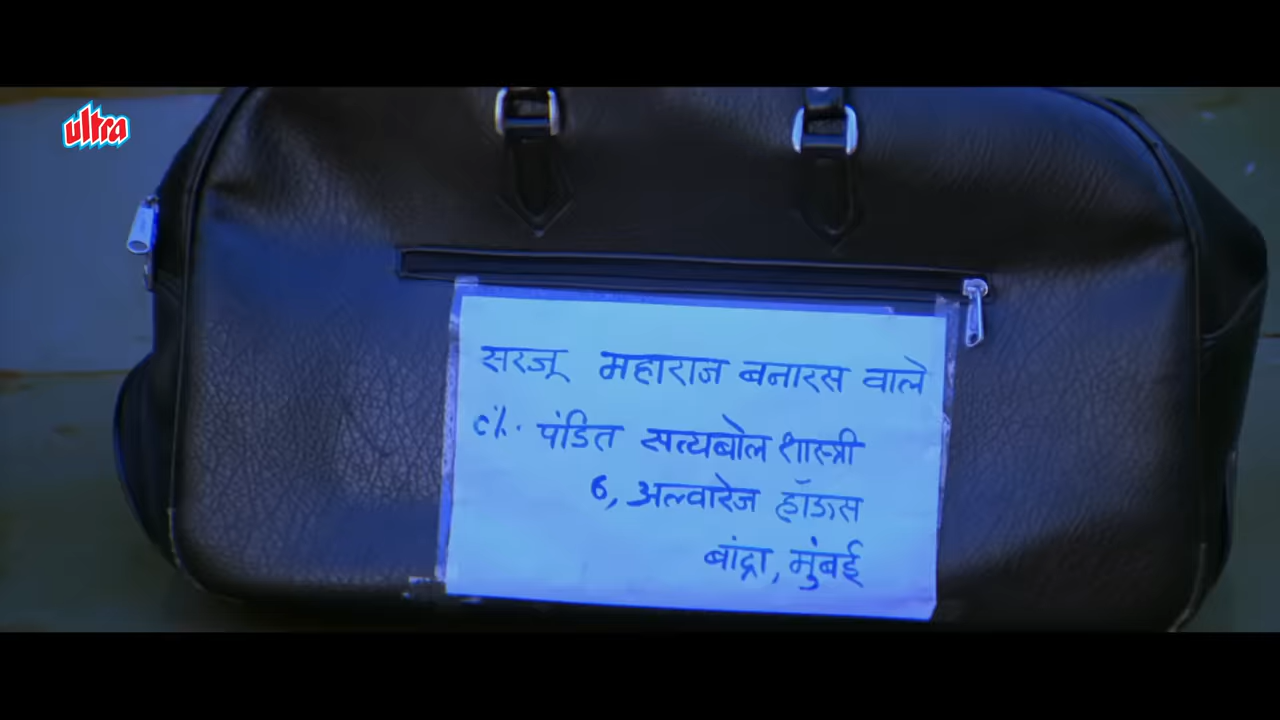 ultra
सरजू महाराज बनारस वाले
c/. पंडित सत्यबोल शास्त्री
6, अल्वारेज हॉऊस
बांद्रा, मुंबई